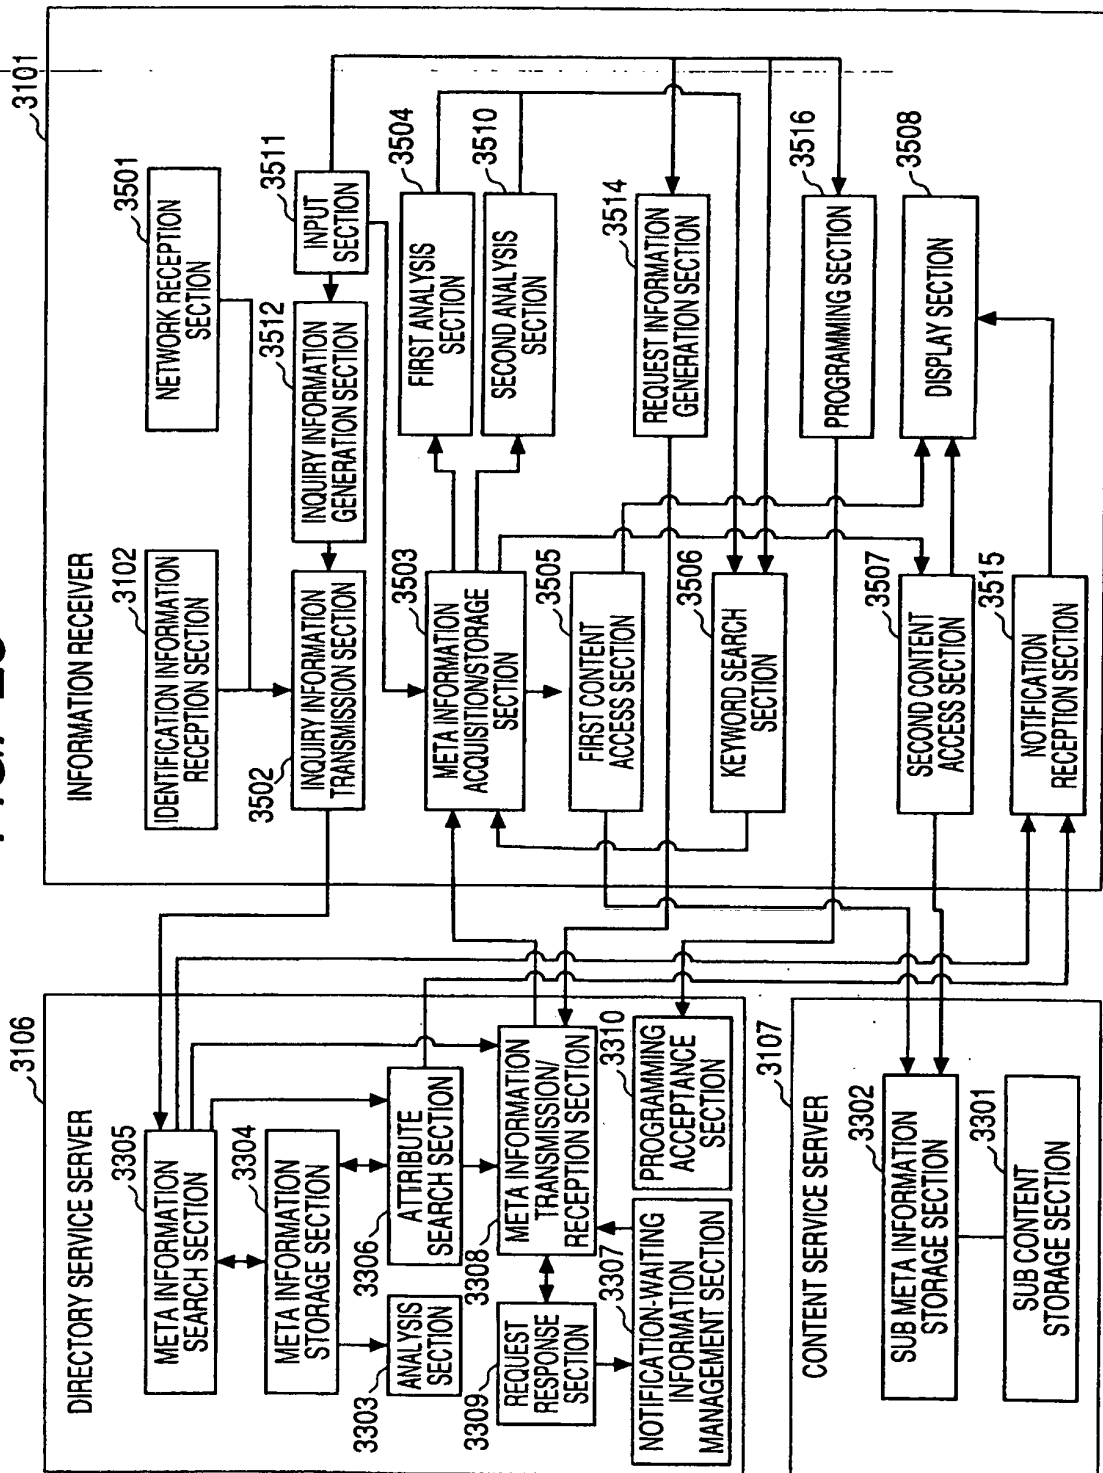 3106
DIRECTORY SERVICE SERVER
3305
META INFORMATION
SEARCH SECTION
3304
META INFORMATION
STORAGE SECTION
3303
ANALYSIS
SECTION
3306
ATTRIBUTE
SEARCH SECTION
3309
REQUEST
RESPONSE
SECTION
3308
META INFORMATION
TRANSMISSION/
RECEPTION SECTION
3307
NOTIFICATION-WAITING
INFORMATION
MANAGEMENT SECTION
3310
PROGRAMMING
ACCEPTANCE
SECTION
3107
CONTENT SERVICE SERVER
3302
SUB META INFORMATION
STORAGE SECTION
3301
SUB CONTENT
STORAGE SECTION
3101
INFORMATION RECEIVER
3102
IDENTIFICATION INFORMATION
RECEPTION SECTION
3501
NETWORK RECEPTION
SECTION
3502
INQUIRY INFORMATION
TRANSMISSION SECTION
3512
INQUIRY INFORMATION
GENERATION SECTION
3511
INPUT
SECTION
3503
META INFORMATION
ACQUISITION/STORAGE
SECTION
3504
FIRST ANALYSIS
SECTION
3510
SECOND ANALYSIS
SECTION
3505
FIRST CONTENT
ACCESS SECTION
3514
REQUEST INFORMATION
GENERATION SECTION
3506
KEYWORD SEARCH
SECTION
3516
PROGRAMMING SECTION
3507
SECOND CONTENT
ACCESS SECTION
3508
DISPLAY SECTION
3515
NOTIFICATION
RECEPTION SECTION